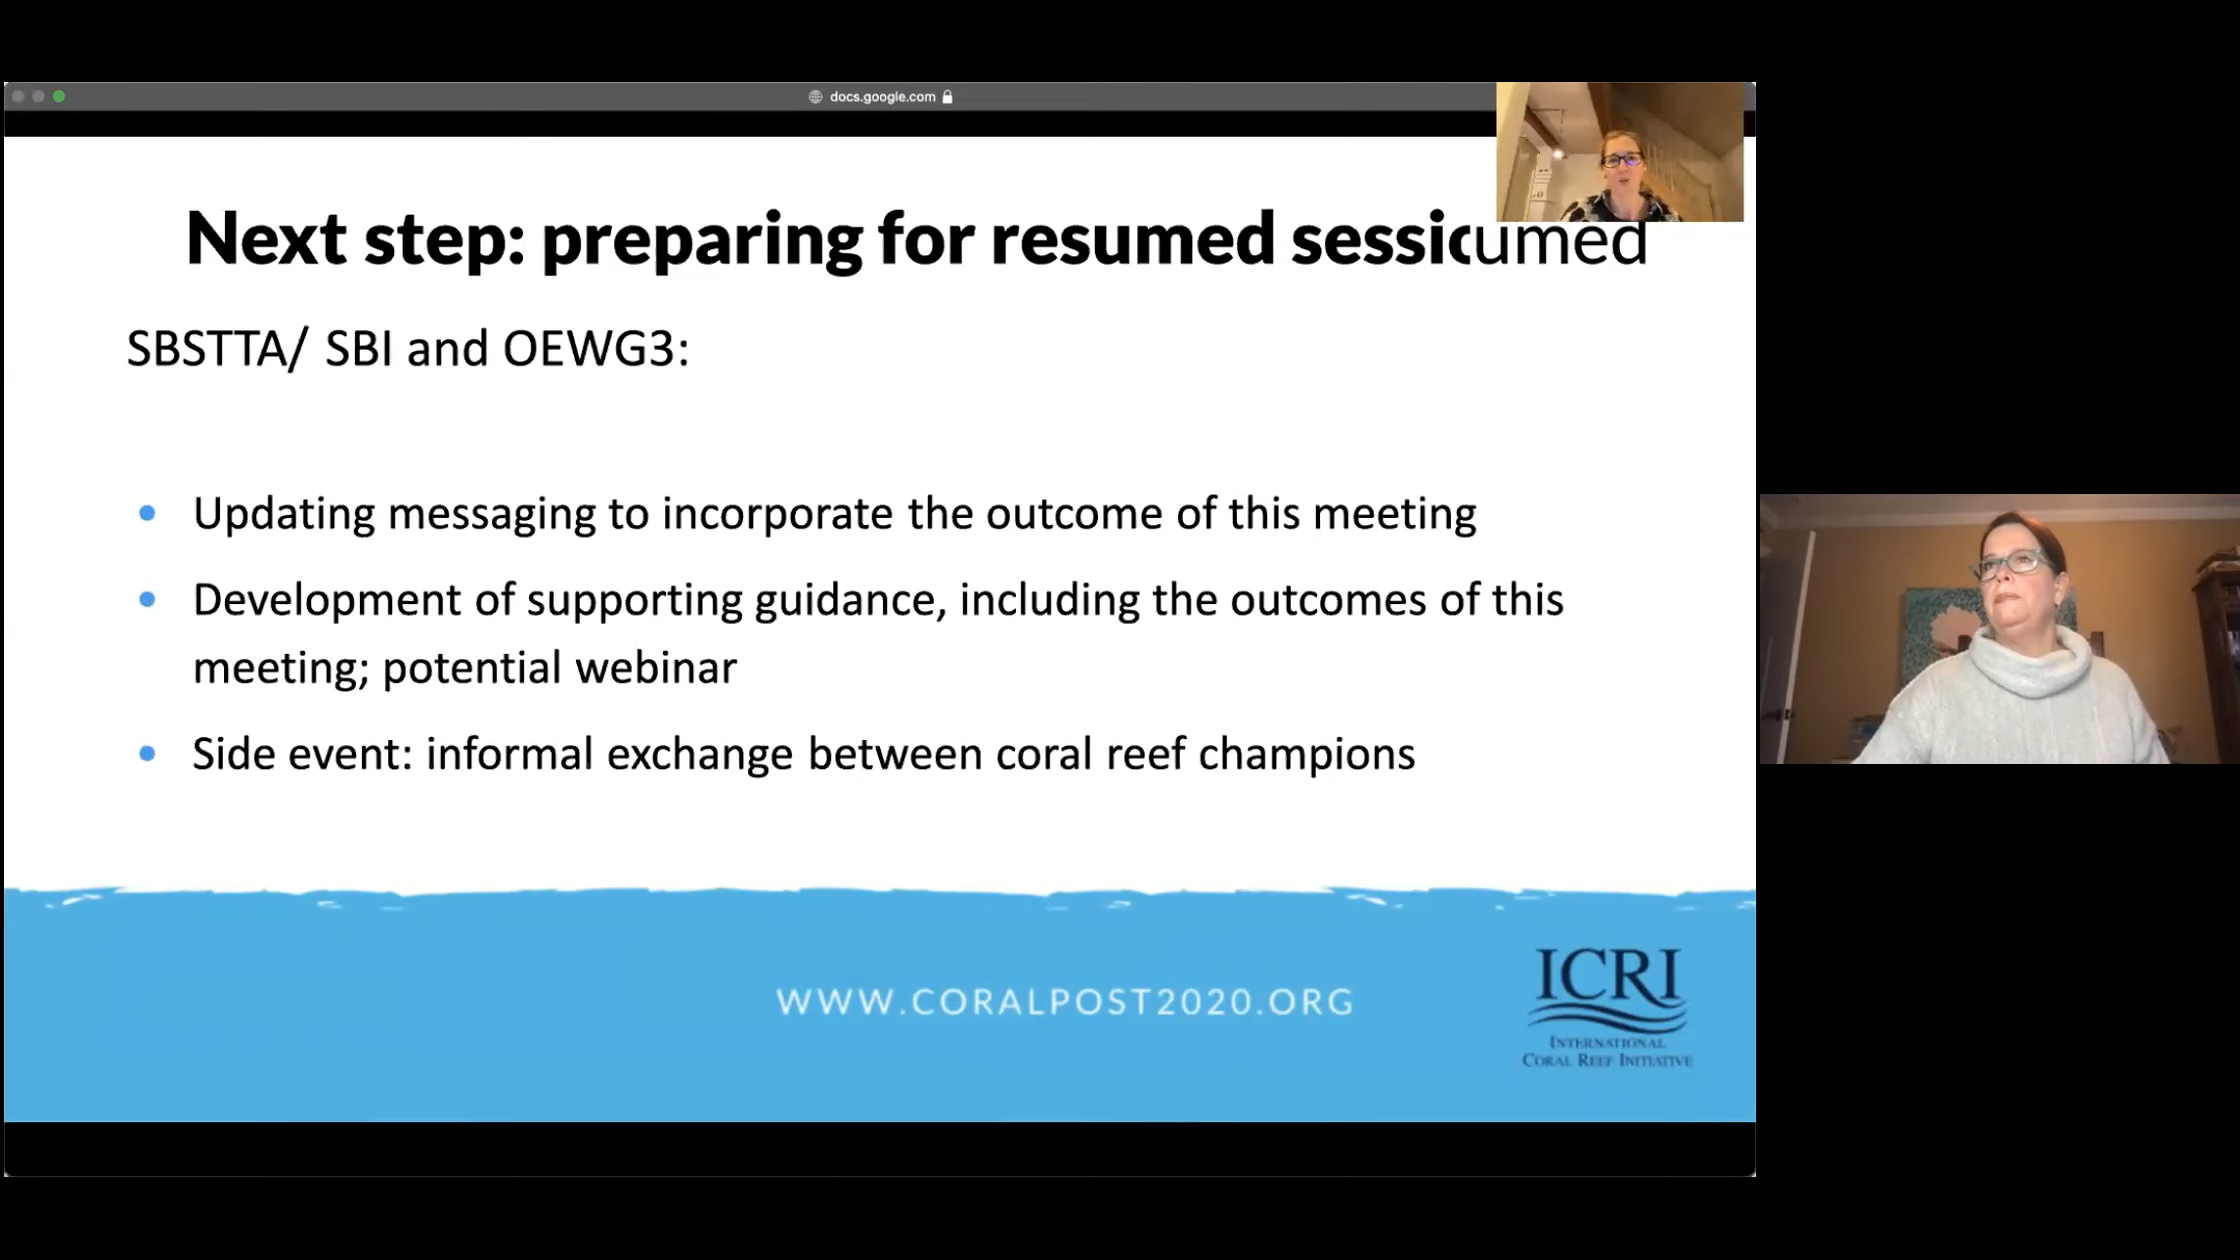 docs.google.com
Next step: preparing for resumed sessi
umed
SBSTTA/ SBI and OEWG3:
Updating messaging to incorporate the outcome of this meeting
Development of supporting guidance, including the outcomes of this
meeting; potential webinar
Side event: informal exchange between coral reef champions
WWW.CORALPOST2020.ORG
ICRI
INTERNATIONAL
CORAL REEF INITIATIVE